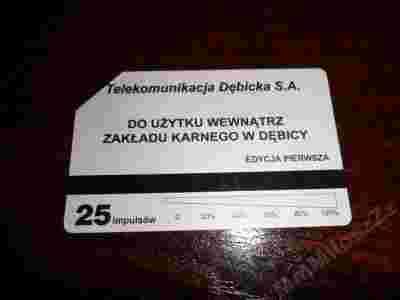 Telekomunikacja Dębicka S.A.
DO UŻYTKU WEWNĄTRZ
ZAKŁADU KARNEGO W DĘBICY
EDYCJA PIERWSZA
25 impulsów
0 20% 40% 60% 80% 100%